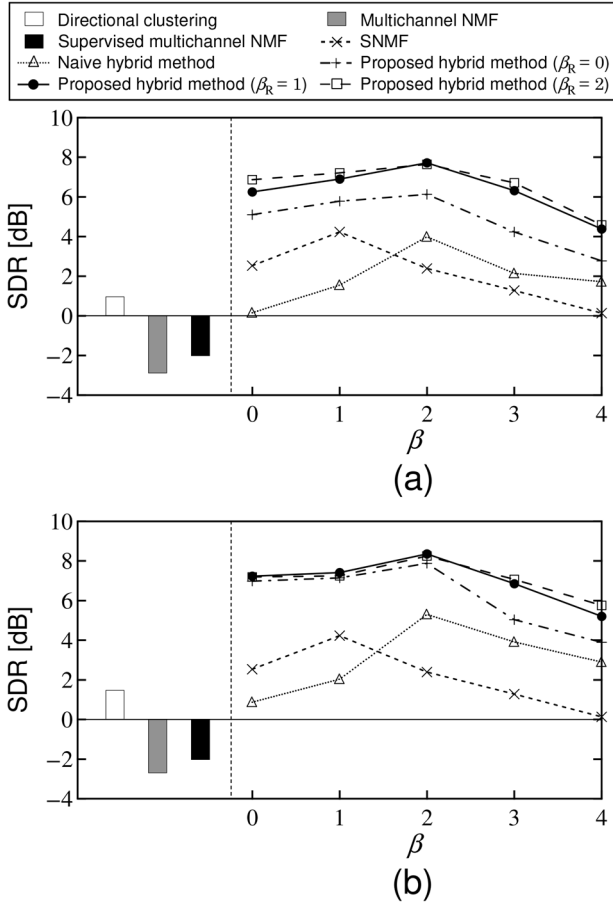 Directional clustering Multichannel NMF
Supervised multichannel NMF SNMF
Naive hybrid method Proposed hybrid method (βR = 0)
Proposed hybrid method (βR = 1) Proposed hybrid method (βR = 2)
10
8
6
4
2
0
−2
−4
SDR [dB]
0 1 2 3 4
β
(a)
10
8
6
4
2
0
−2
−4
SDR [dB]
0 1 2 3 4
β
(b)